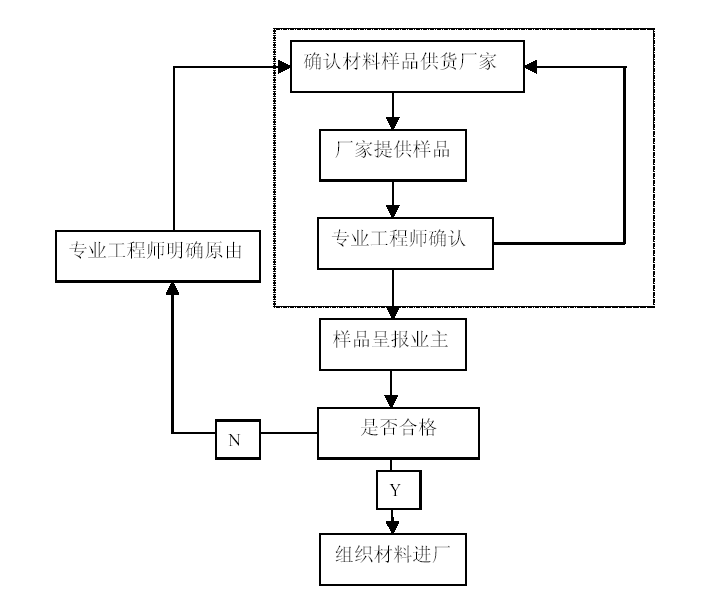 确认材料样品供货厂家
厂家提供样品
专业工程师确认
专业工程师明确原由
样品呈报业主
是否合格
N
Y
组织材料进厂